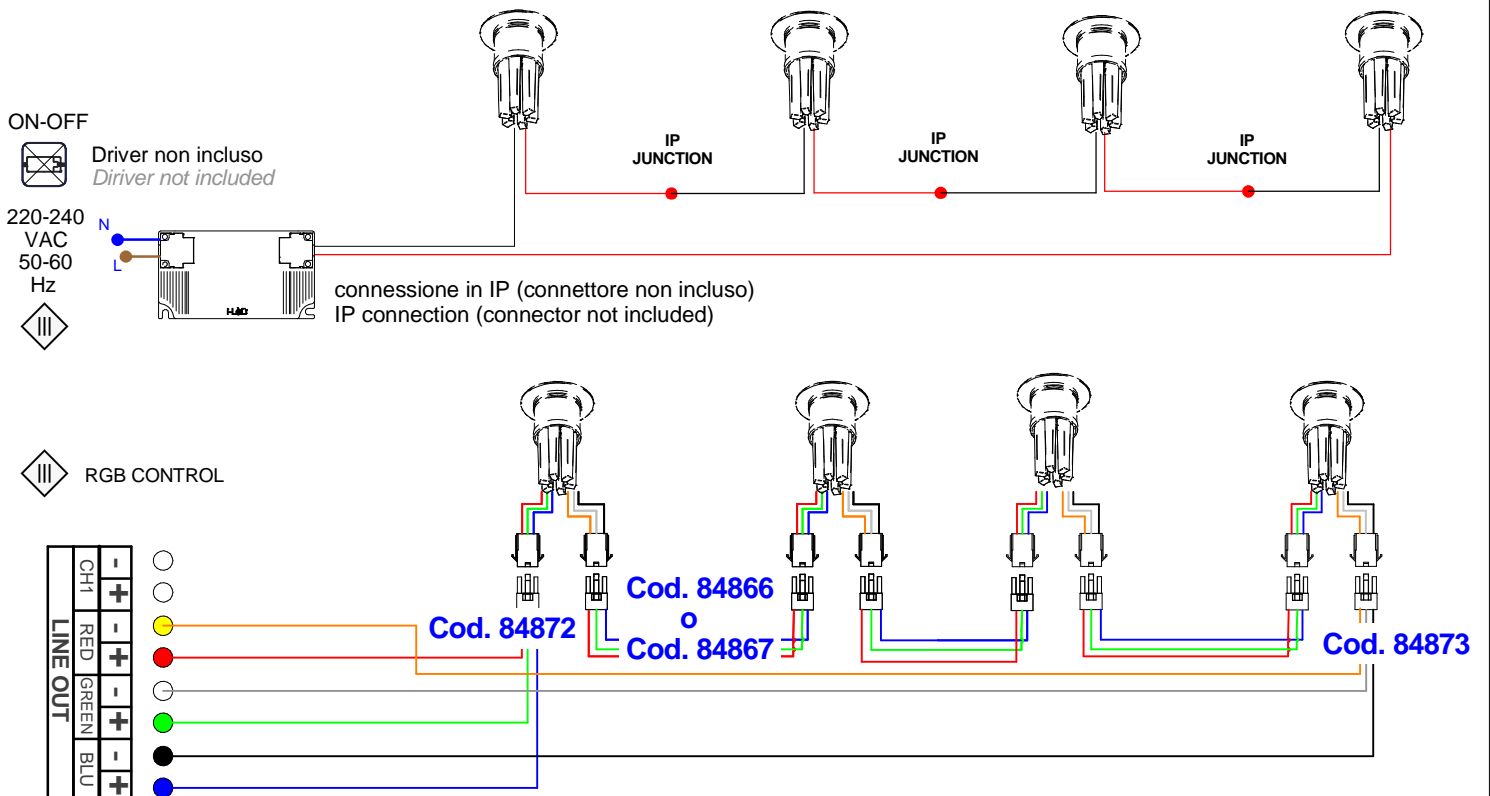 ON-OFF
Driver non incluso
Diriver not included
220-240
VAC
50-60
Hz
N
L
connessione in IP (connettore non incluso)
IP connection (connector not included)
IP
JUNCTION
IP
JUNCTION
IP
JUNCTION
III
III
RGB CONTROL
LINE OUT
CH1
-
+
RED
-
+
GREEN
-
+
BLU
-
+
Cod. 84872
Cod. 84866
o
Cod. 84867
Cod. 84873